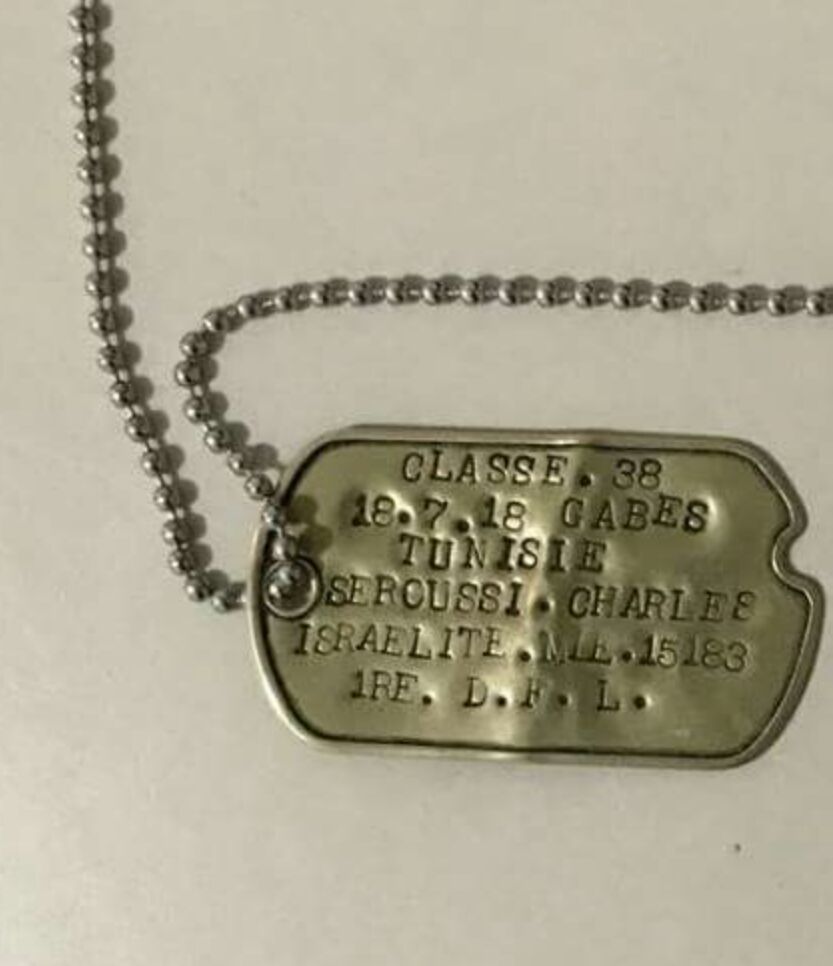 CLASSE. 38
18.7.18 GABES
TUNISIE
SEROUSSI. CHARLES
ISRAELITE. MLE. 15183
1RE. D. F. L.